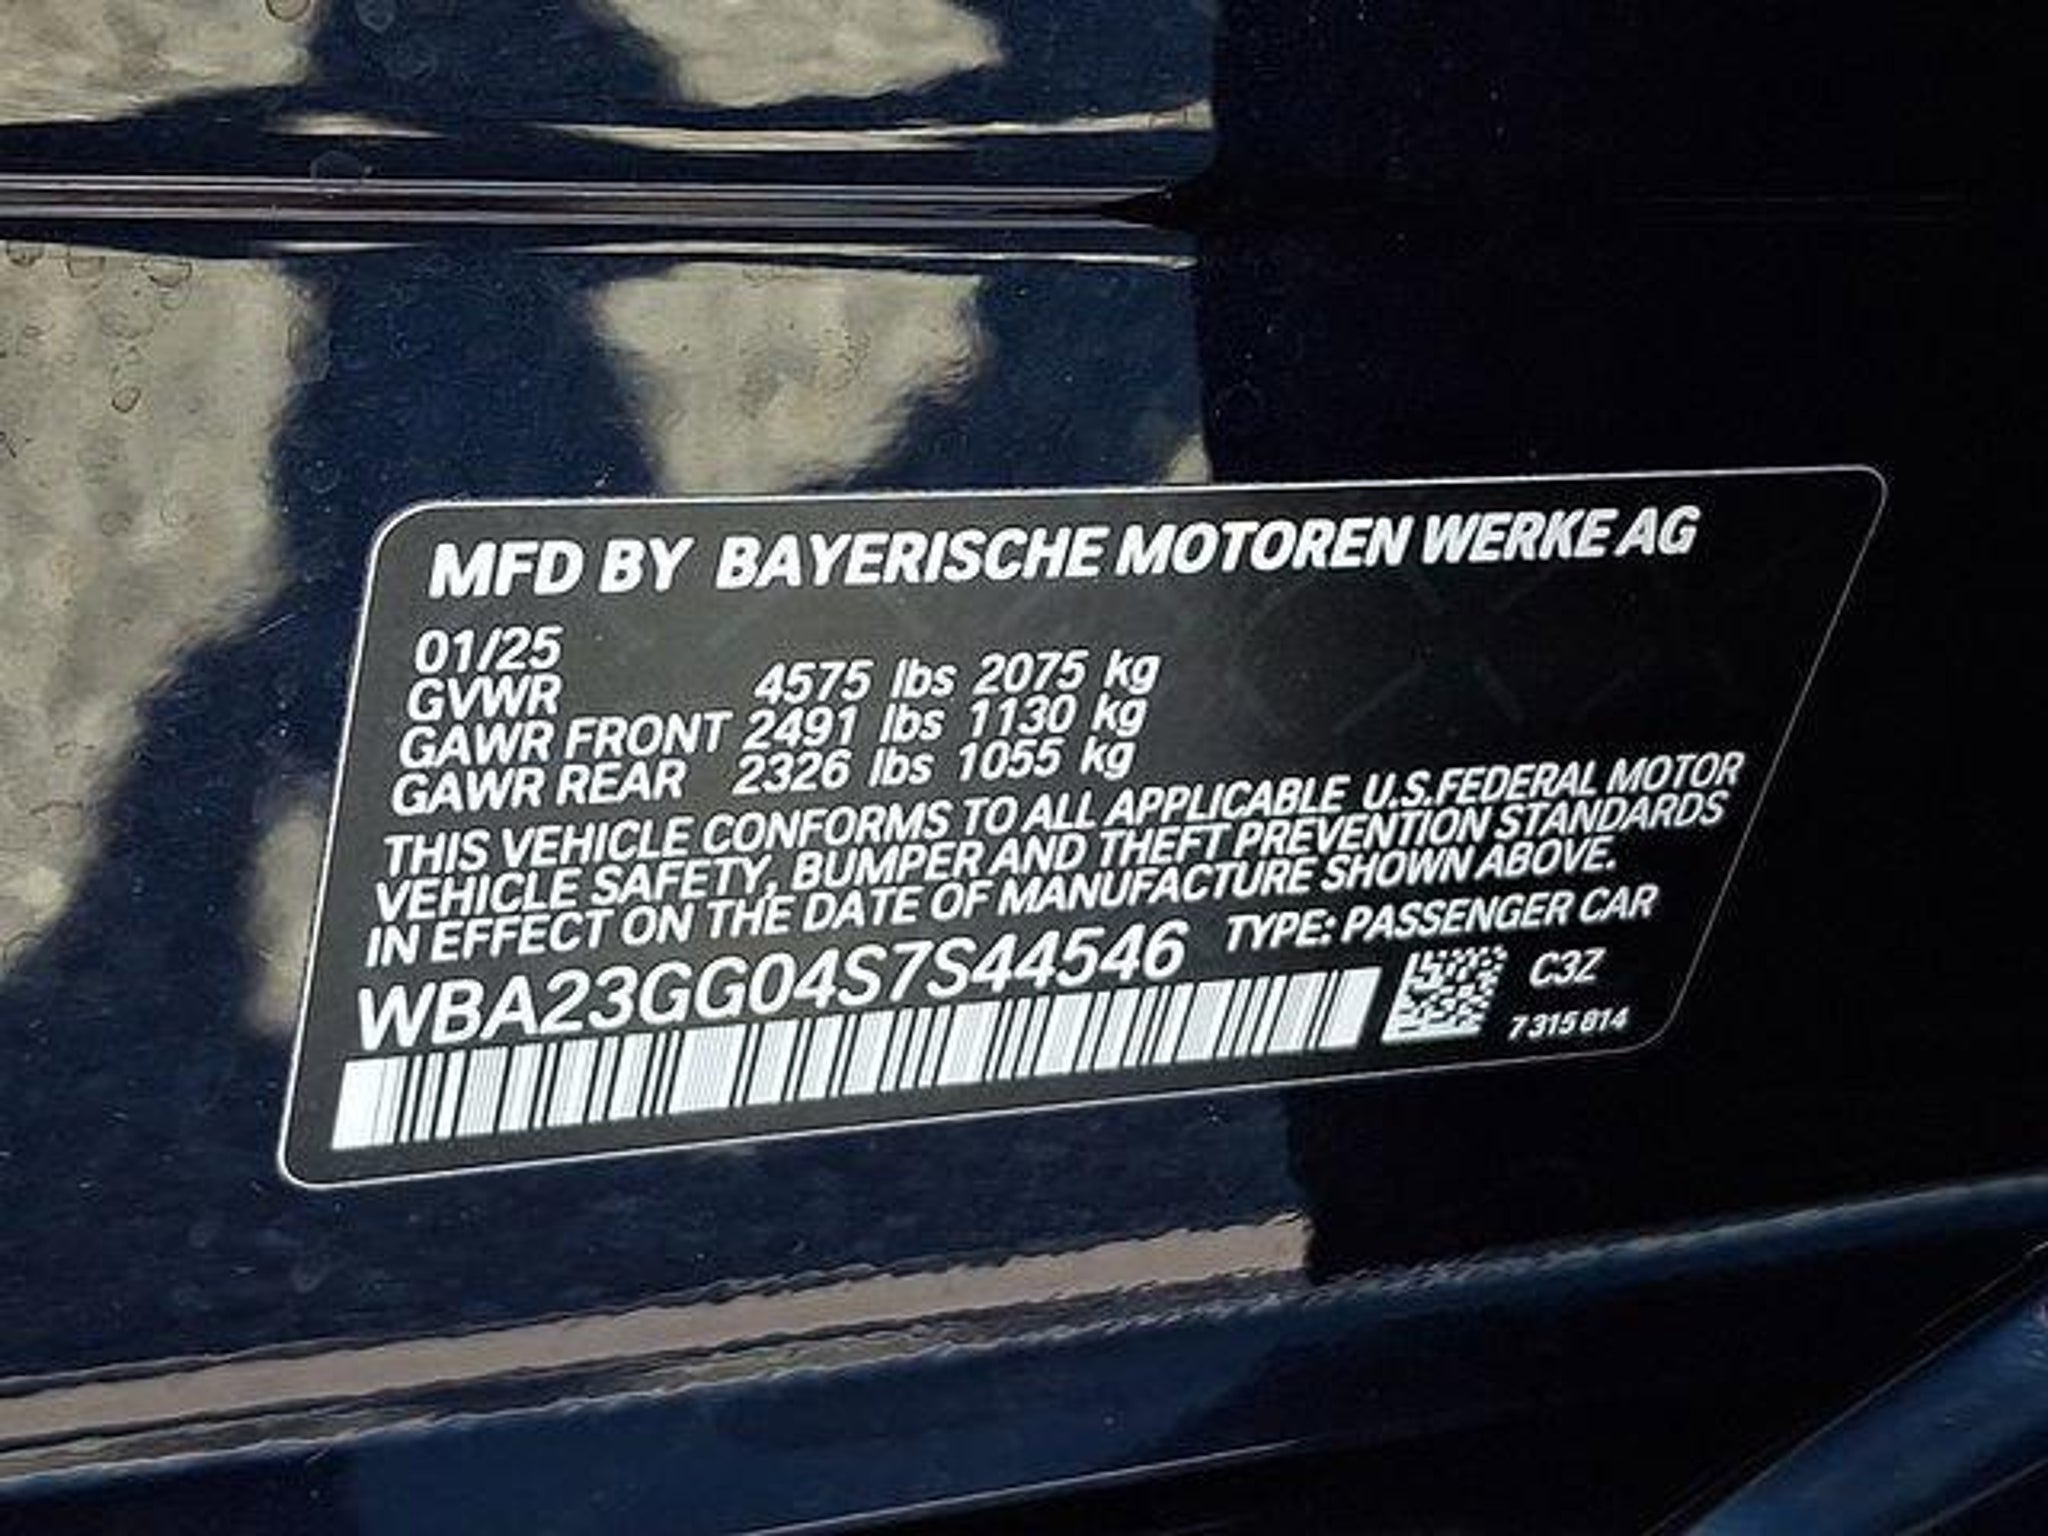 MFD BY BAYERISCHE MOTOREN WERKE AG
01/25
GVWR 4575 lbs 2075 kg
GAWR FRONT 2491 lbs 1130 kg
GAWR REAR 2326 lbs 1055 kg
THIS VEHICLE CONFORMS TO ALL APPLICABLE U.S.FEDERAL MOTOR
VEHICLE SAFETY, BUMPER AND THEFT PREVENTION STANDARDS
IN EFFECT ON THE DATE OF MANUFACTURE SHOWN ABOVE.
WBA23GG04S7S44546 TYPE: PASSENGER CAR
C3Z
7 315 814